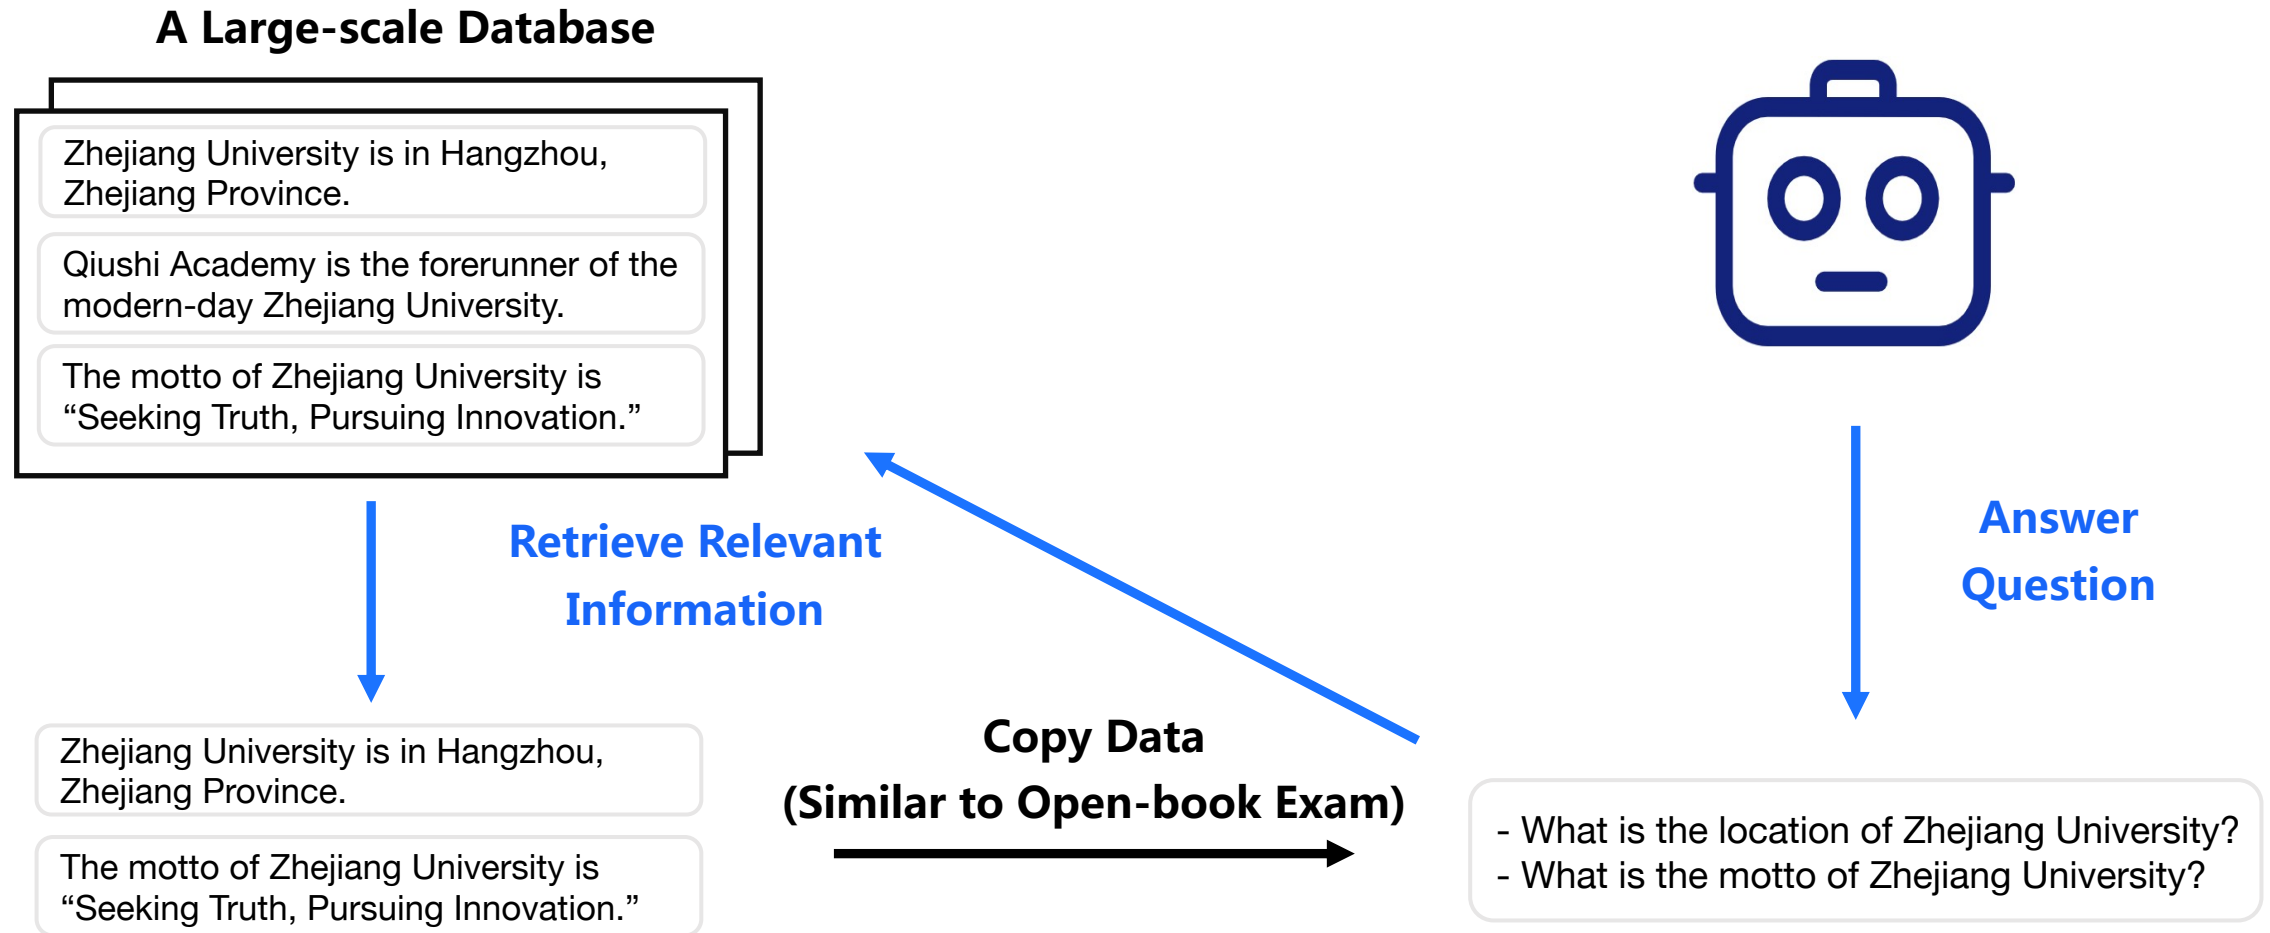 A Large-scale Database
Zhejiang University is in Hangzhou,
Zhejiang Province.
Qiushi Academy is the forerunner of the
modern-day Zhejiang University.
The motto of Zhejiang University is
“Seeking Truth, Pursuing Innovation.”
Retrieve Relevant
Information
Answer
Question
Zhejiang University is in Hangzhou,
Zhejiang Province.
The motto of Zhejiang University is
“Seeking Truth, Pursuing Innovation.”
Copy Data
(Similar to Open-book Exam)
- What is the location of Zhejiang University?
- What is the motto of Zhejiang University?